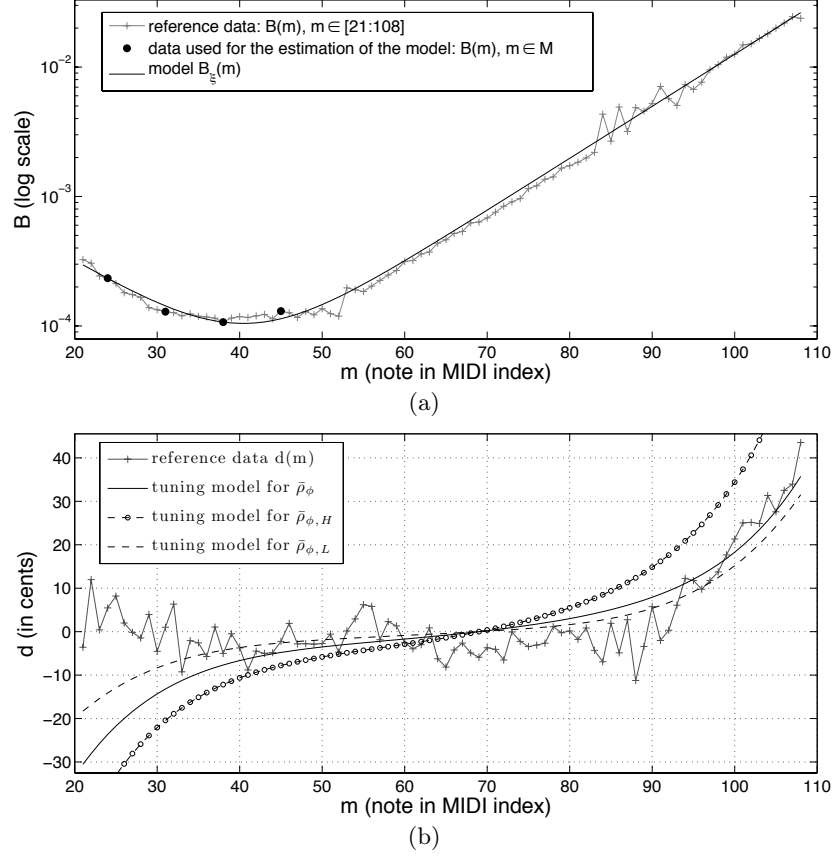 reference data: B(m), m ∈ [21:108]
data used for the estimation of the model: B(m), m ∈ M
model B_ξ(m)
B (log scale)
10^−2
10^−3
10^−4
20 30 40 50 60 70 80 90 100 110
m (note in MIDI index)
(a)
reference data d(m)
tuning model for ρ̄_ϕ
tuning model for ρ̄_ϕ,H
tuning model for ρ̄_ϕ,L
d (in cents)
40
30
20
10
0
−10
−20
−30
20 30 40 50 60 70 80 90 100 110
m (note in MIDI index)
(b)